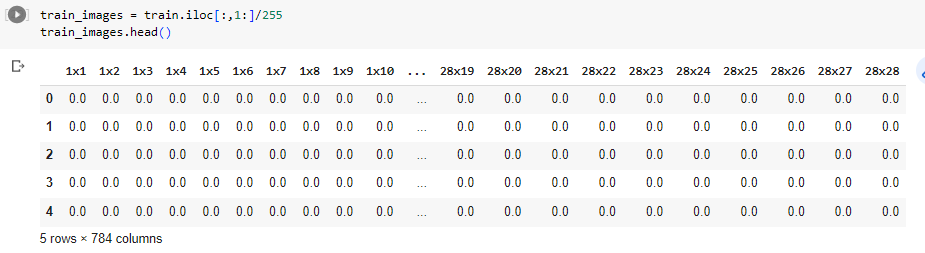 train_images = train.iloc[:,1:]/255
train_images.head()
1x1 1x2 1x3 1x4 1x5 1x6 1x7 1x8 1x9 1x10 ... 28x19 28x20 28x21 28x22 28x23 28x24 28x25 28x26 28x27 28x28
0 0.0 0.0 0.0 0.0 0.0 0.0 0.0 0.0 0.0 0.0 ... 0.0 0.0 0.0 0.0 0.0 0.0 0.0 0.0 0.0 0.0
1 0.0 0.0 0.0 0.0 0.0 0.0 0.0 0.0 0.0 0.0 ... 0.0 0.0 0.0 0.0 0.0 0.0 0.0 0.0 0.0 0.0
2 0.0 0.0 0.0 0.0 0.0 0.0 0.0 0.0 0.0 0.0 ... 0.0 0.0 0.0 0.0 0.0 0.0 0.0 0.0 0.0 0.0
3 0.0 0.0 0.0 0.0 0.0 0.0 0.0 0.0 0.0 0.0 ... 0.0 0.0 0.0 0.0 0.0 0.0 0.0 0.0 0.0 0.0
4 0.0 0.0 0.0 0.0 0.0 0.0 0.0 0.0 0.0 0.0 ... 0.0 0.0 0.0 0.0 0.0 0.0 0.0 0.0 0.0 0.0
5 rows × 784 columns